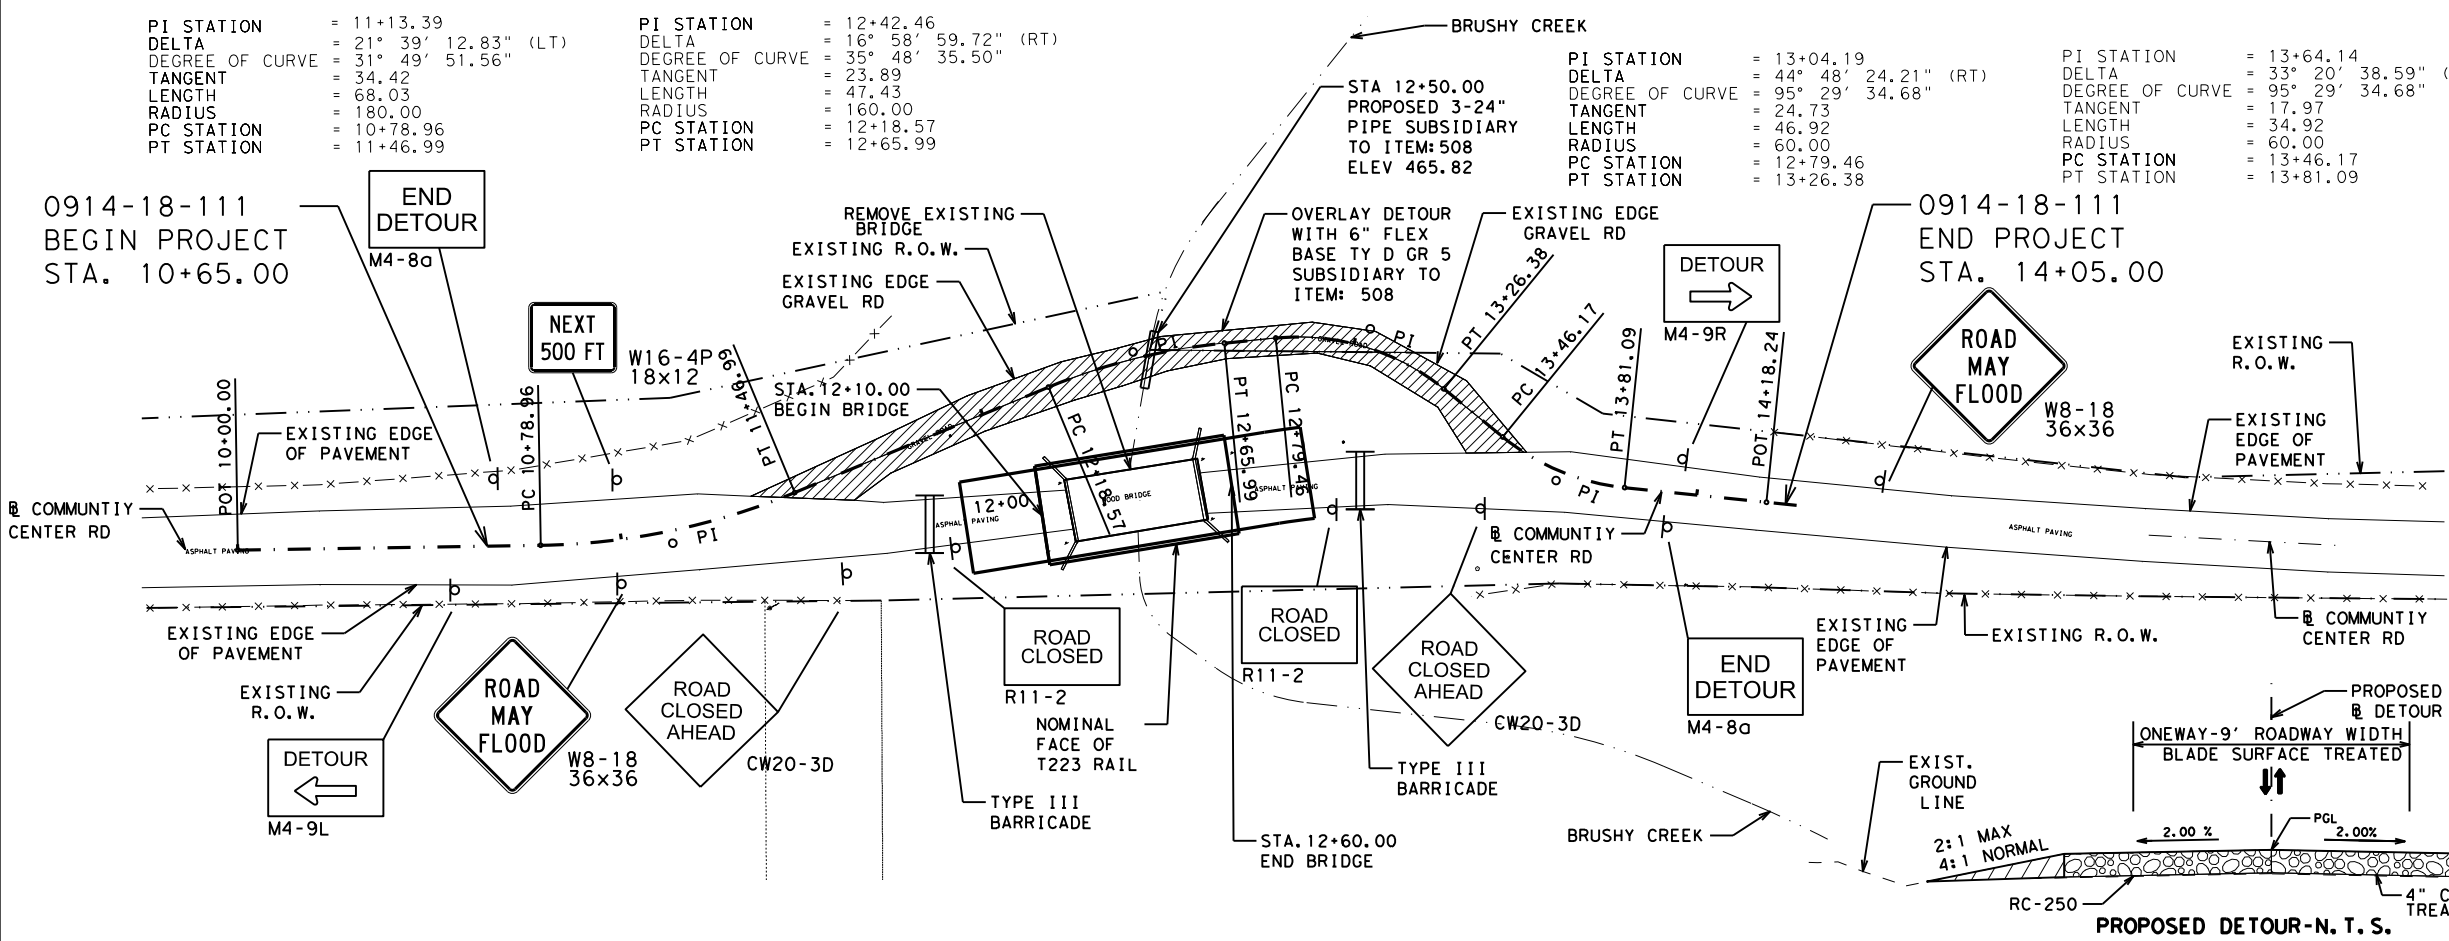 PI STATION = 11+13.39
DELTA = 21° 39' 12.83" (LT)
DEGREE OF CURVE = 31° 49' 51.56"
TANGENT = 34.42
LENGTH = 68.03
RADIUS = 180.00
PC STATION = 10+78.96
PT STATION = 11+46.99
PI STATION = 12+42.46
DELTA = 16° 58' 59.72" (RT)
DEGREE OF CURVE = 35° 48' 35.50"
TANGENT = 23.89
LENGTH = 47.43
RADIUS = 160.00
PC STATION = 12+18.57
PT STATION = 12+65.99
BRUSHY CREEK
STA 12+50.00
PROPOSED 3-24"
PIPE SUBSIDIARY
TO ITEM:508
ELEV 465.82
PI STATION = 13+04.19
DELTA = 44° 48' 24.21" (RT)
DEGREE OF CURVE = 95° 29' 34.68"
TANGENT = 24.73
LENGTH = 46.92
RADIUS = 60.00
PC STATION = 12+79.46
PT STATION = 13+26.38
PI STATION = 13+64.14
DELTA = 33° 20' 38.59" (
DEGREE OF CURVE = 95° 29' 34.68"
TANGENT = 17.97
LENGTH = 34.92
RADIUS = 60.00
PC STATION = 13+46.17
PT STATION = 13+81.09
0914-18-111
BEGIN PROJECT
STA. 10+65.00
END
DETOUR
M4-8a
NEXT
500 FT
W16-4P
18x12
REMOVE EXISTING
BRIDGE
EXISTING R.O.W.
EXISTING EDGE
GRAVEL RD
OVERLAY DETOUR
WITH 6" FLEX
BASE TY D GR 5
SUBSIDIARY TO
ITEM: 508
EXISTING EDGE
GRAVEL RD
DETOUR
M4-9R
0914-18-111
END PROJECT
STA. 14+05.00
ROAD
MAY
FLOOD
W8-18
36x36
EXISTING
R.O.W.
EXISTING
EDGE OF
PAVEMENT
POT 10+00.00
EXISTING EDGE
OF PAVEMENT
PC 10+78.96
PT 11+46.99
STA.12+10.00
BEGIN BRIDGE
GRAVEL ROAD
PC 12+18.57
PI
PT 12+65.99
PC 12+79.46
GRAVEL ROAD
PI
PT 13+26.38
PC 13+46.17
PT 13+81.09
POT 14+18.24
℄ COMMUNTIY
CENTER RD
ASPHALT PAVING
PI
12+00
ASPHALT PAVING
WOOD BRIDGE
ASPHALT PAVING
PI
℄ COMMUNTIY
CENTER RD
ASPHALT PAVING
EXISTING EDGE
OF PAVEMENT
EXISTING
R.O.W.
DETOUR
M4-9L
ROAD
MAY
FLOOD
W8-18
36x36
ROAD
CLOSED
AHEAD
CW20-3D
ROAD
CLOSED
R11-2
NOMINAL
FACE OF
T223 RAIL
TYPE III
BARRICADE
ROAD
CLOSED
R11-2
STA.12+60.00
END BRIDGE
ROAD
CLOSED
AHEAD
CW20-3D
TYPE III
BARRICADE
END
DETOUR
M4-8a
EXISTING
EDGE OF
PAVEMENT
EXISTING R.O.W.
℄ COMMUNTIY
CENTER RD
BRUSHY CREEK
EXIST.
GROUND
LINE
PROPOSED
℄ DETOUR
ONEWAY-9' ROADWAY WIDTH
BLADE SURFACE TREATED
2:1 MAX
4:1 NORMAL
2.00 %
PGL
2.00%
RC-250
4"
PROPOSED DETOUR-N.T.S.